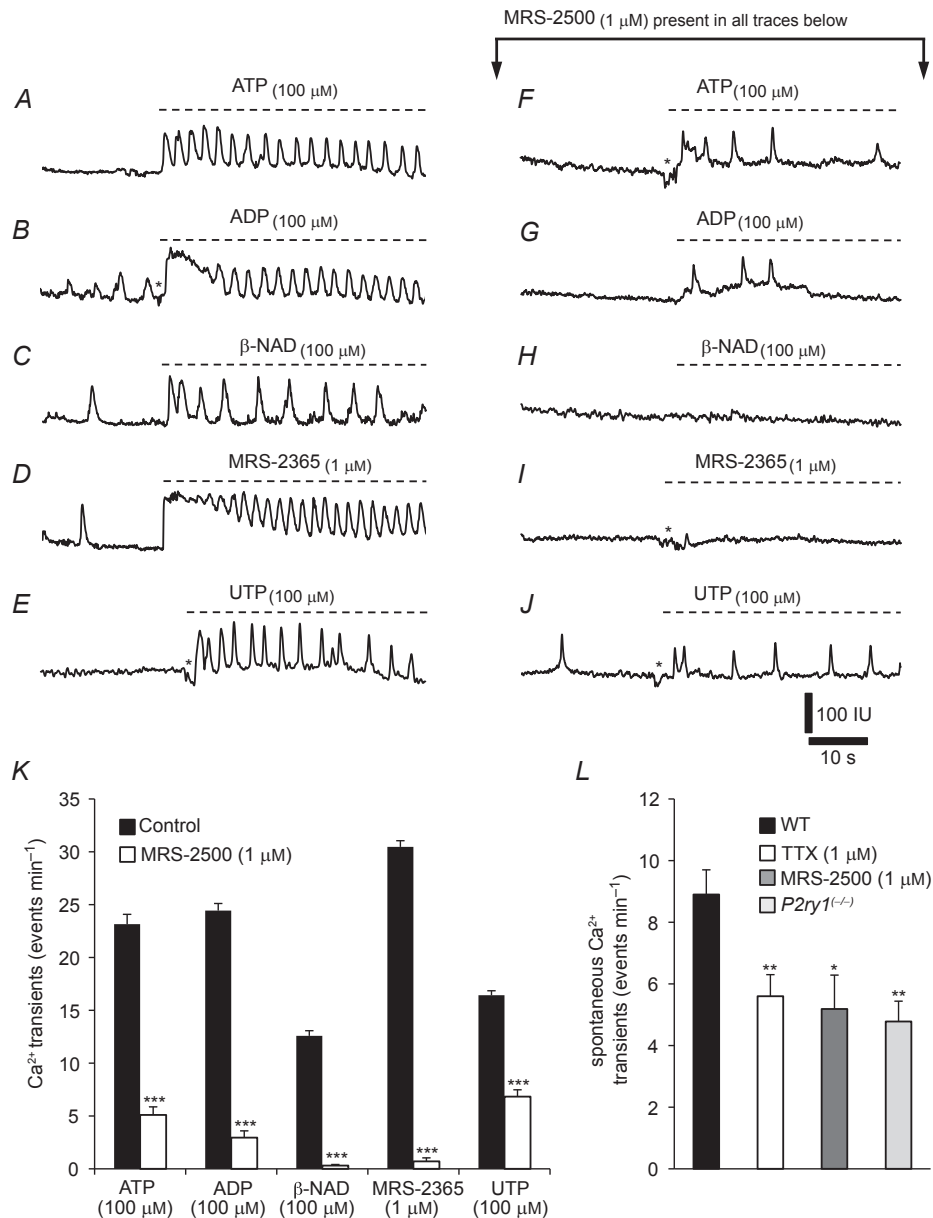 MRS-2500 (1 µM) present in all traces below
A
ATP (100 µM)
F
ATP (100 µM)
*
B
ADP (100 µM)
*
G
ADP (100 µM)
C
β-NAD (100 µM)
H
β-NAD (100 µM)
D
MRS-2365 (1 µM)
I
MRS-2365 (1 µM)
*
E
UTP (100 µM)
*
J
UTP (100 µM)
*
100 IU
10 s
K
Ca²⁺ transients (events min⁻¹)
35
30
25
20
15
10
5
0
Control
MRS-2500 (1 µM)
***
***
***
***
***
ATP
(100 µM)
ADP
(100 µM)
β-NAD
(100 µM)
MRS-2365
(1 µM)
UTP
(100 µM)
L
spontaneous Ca²⁺
transients (events min⁻¹)
12
10
8
6
4
2
0
WT
TTX (1 µM)
MRS-2500 (1 µM)
P2ry1⁽⁻/⁻⁾
**
*
**